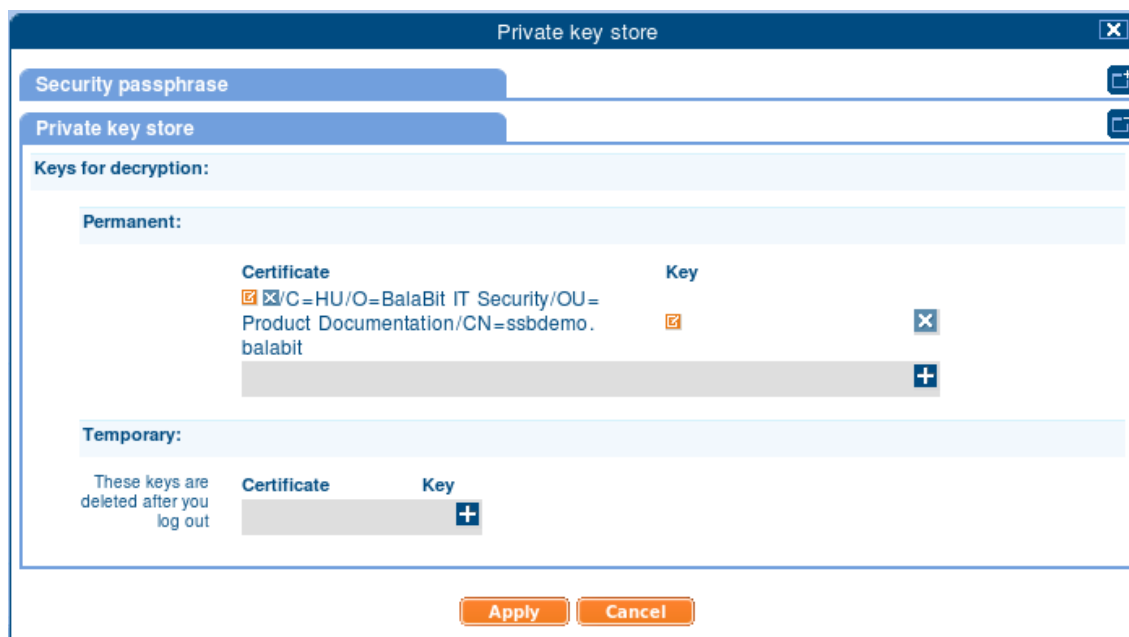 Private key store
Security passphrase
Private key store
Keys for decryption:
Permanent:
Certificate Key
/C=HU/O=BalaBit IT Security/OU=
Product Documentation/CN=ssbdemo.
balabit
Temporary:
These keys are
deleted after you
log out
Certificate Key
Apply Cancel